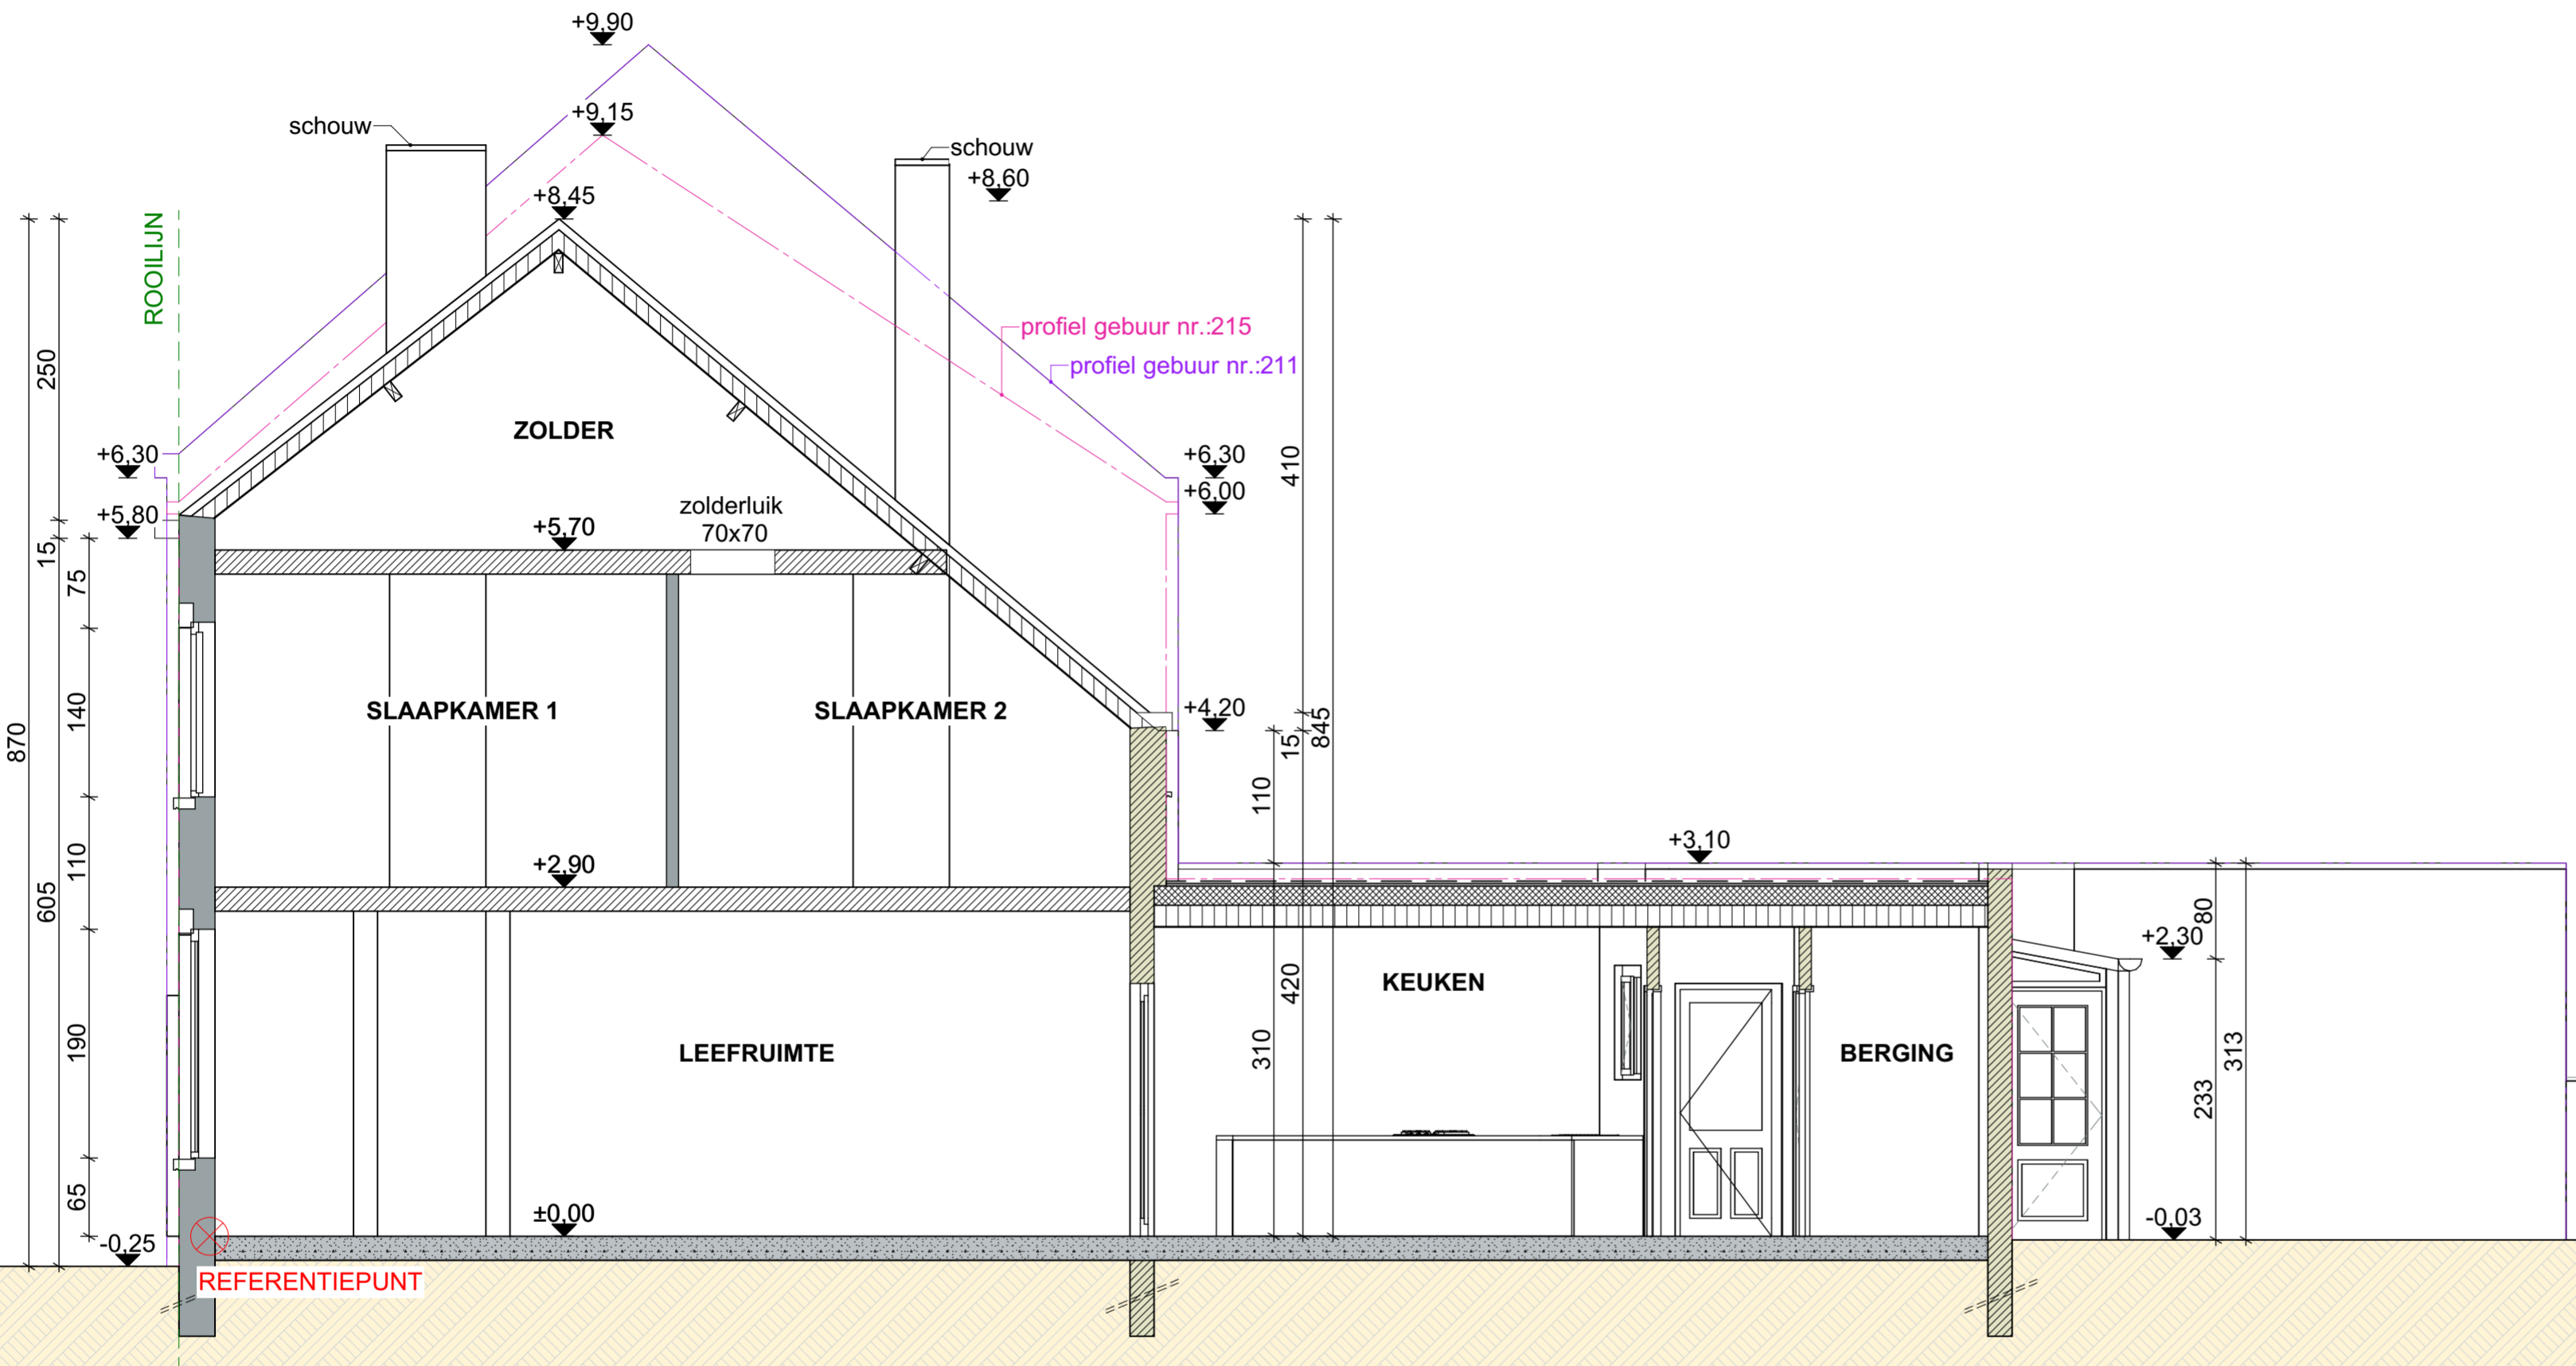 +9,90
+9,15
schouw
schouw
+8,60
+8,45
ROOILIJN
profiel gebuur nr.:215
profiel gebuur nr.:211
250
410
ZOLDER
+6,30
+6,30
+6,00
+5,80
zolderluik
70x70
+5,70
15
75
SLAAPKAMER 1
SLAAPKAMER 2
+4,20
140
870
15
845
110
+3,10
+2,90
110
605
80
+2,30
KEUKEN
420
LEEFRUIMTE
BERGING
190
310
233
313
65
±0,00
-0,03
-0,25
REFERENTIEPUNT